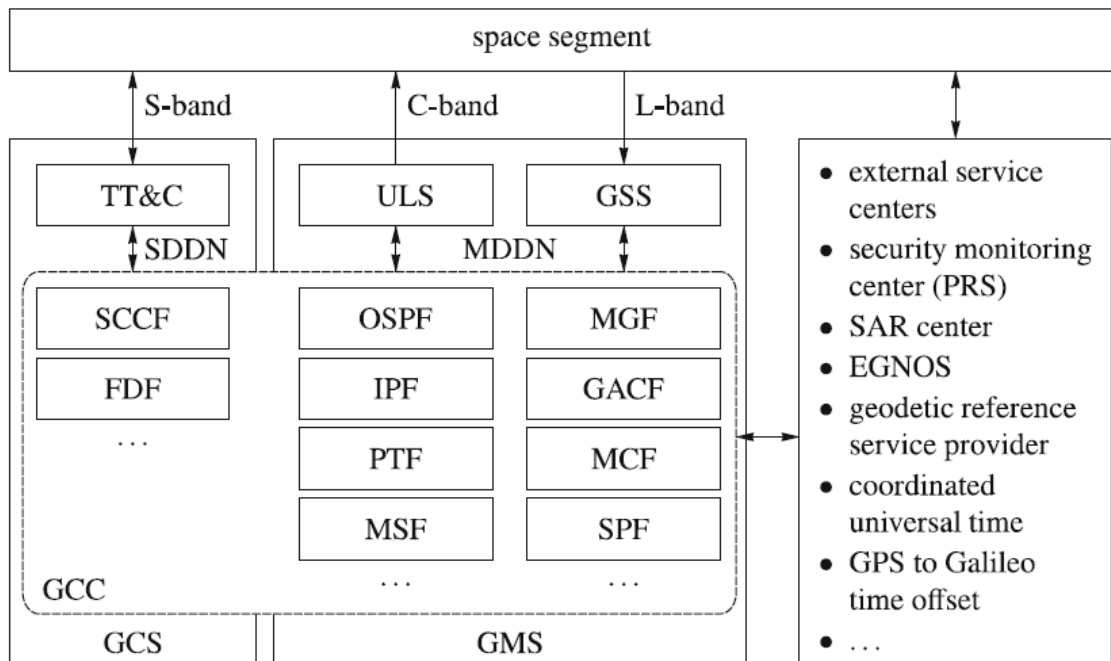 space segment
S-band
C-band
L-band
TT&C
ULS
GSS
SDDN
MDDN
SCCF
OSPF
MGF
FDF
IPF
GACF
...
PTF
MCF
MSF
SPF
...
...
GCC
GCS
GMS
• external service
centers
• security monitoring
center (PRS)
• SAR center
• EGNOS
• geodetic reference
service provider
• coordinated
universal time
• GPS to Galileo
time offset
• ...